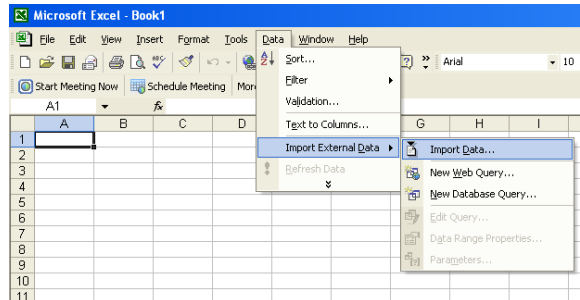 Microsoft Excel - Book1
File Edit View Insert Format Tools Data Window Help
Arial 10
Start Meeting Now Schedule Meeting Mor
A1 fx
A B C D G H I
1
2
3
4
5
6
7
8
9
10
11
Sort...
Filter
Validation...
Text to Columns...
Import External Data
Refresh Data
Import Data...
New Web Query...
New Database Query...
Edit Query...
Data Range Properties...
Parameters...